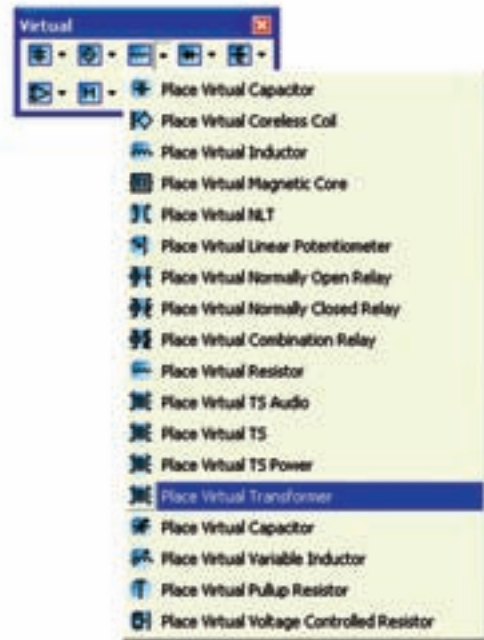 Virtual
Place Virtual Capacitor
Place Virtual Coreless Coil
Place Virtual Inductor
Place Virtual Magnetic Core
Place Virtual NLT
Place Virtual Linear Potentiometer
Place Virtual Normally Open Relay
Place Virtual Normally Closed Relay
Place Virtual Combination Relay
Place Virtual Resistor
Place Virtual TS Audio
Place Virtual TS
Place Virtual TS Power
Place Virtual Transformer
Place Virtual Capacitor
Place Virtual Variable Inductor
Place Virtual Pullup Resistor
Place Virtual Voltage Controlled Resistor